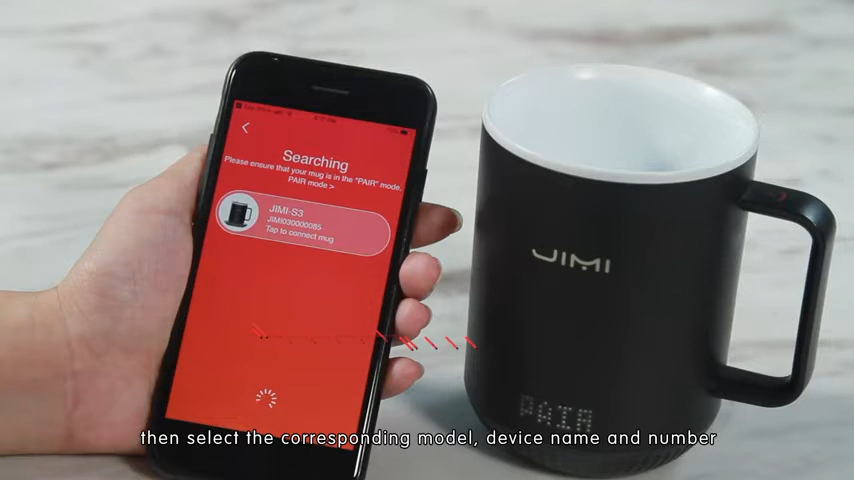 Searching
Please ensure that your mug is in the "PAIR" mode.
PAIR mode >
JIMI-S3
JIMI030000085
Tap to connect mug
JIMI
PAIR
then select the corresponding model, device name and number